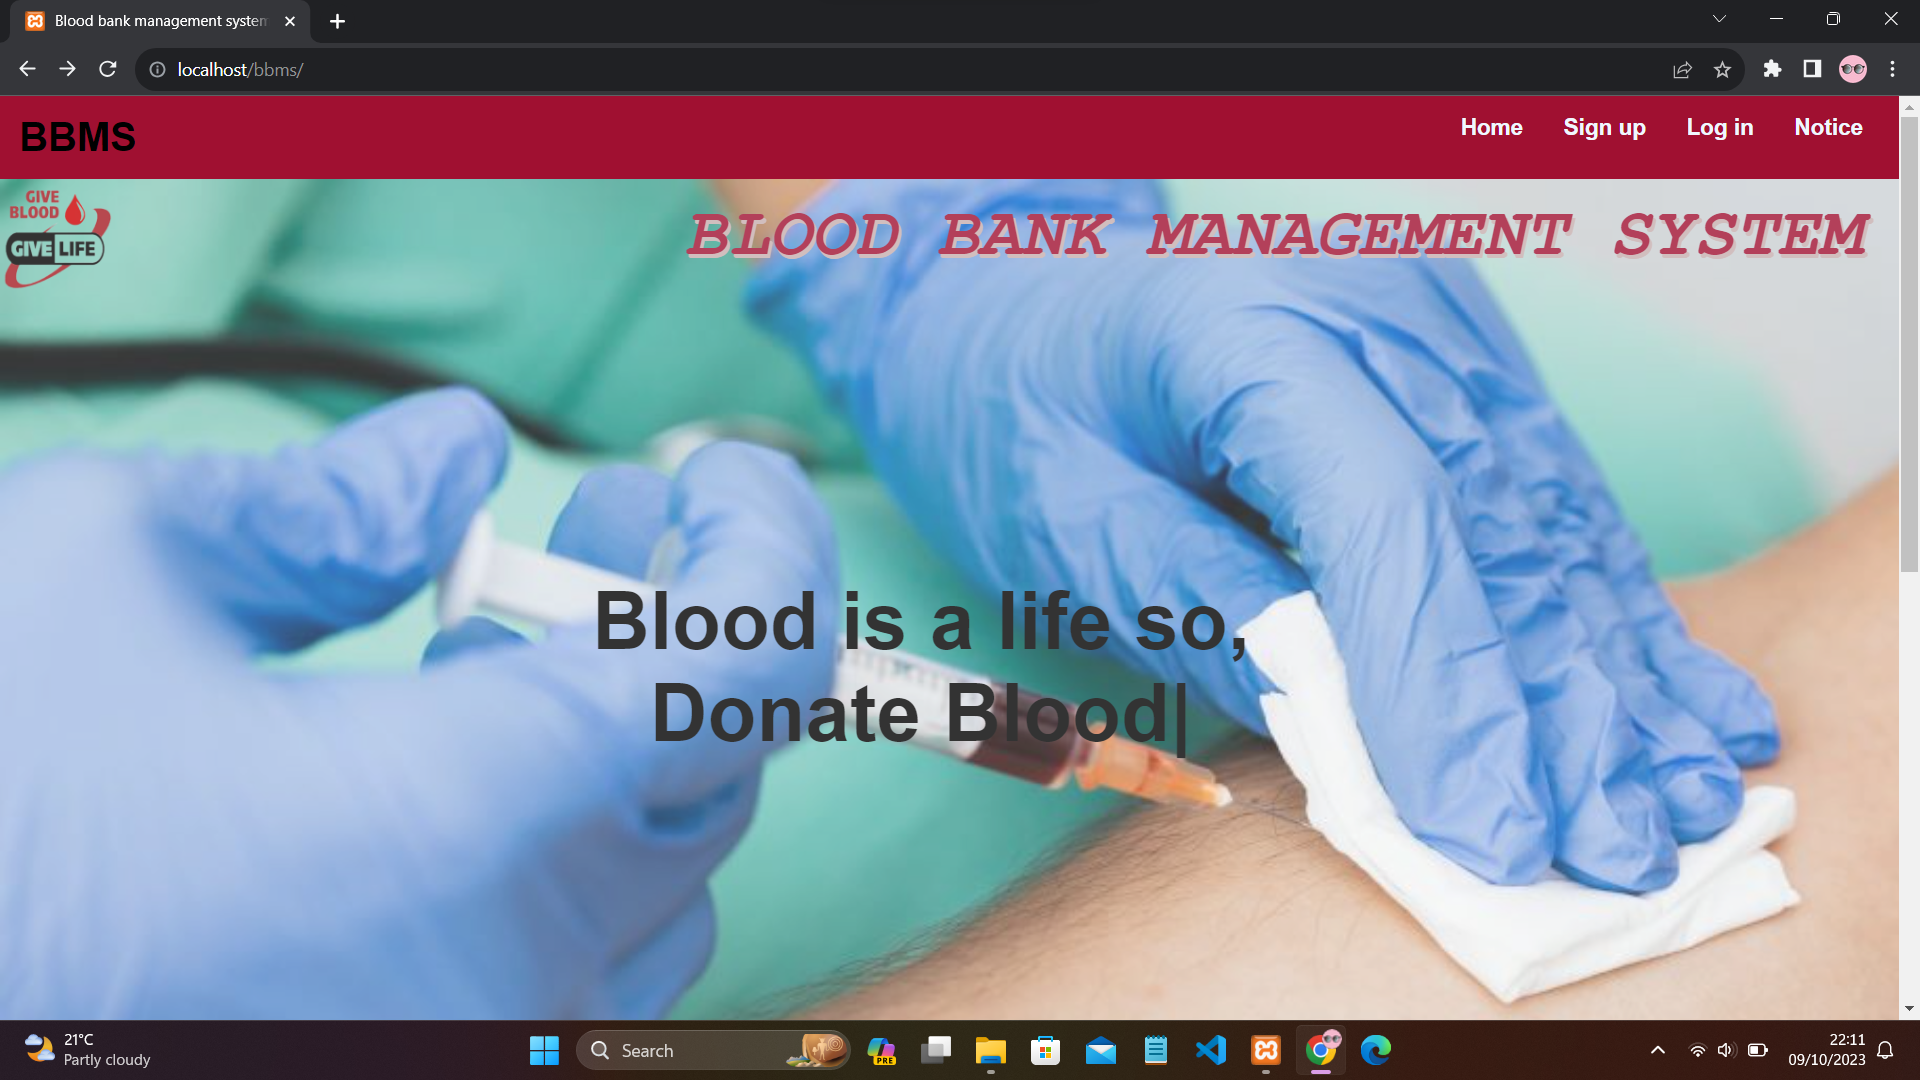 Blood bank management system
localhost/bbms/
BBMS
Home Sign up Log in Notice
GIVE
BLOOD
GIVE LIFE
BLOOD BANK MANAGEMENT SYSTEM
Blood is a life so,
Donate Blood|
21°C
Partly cloudy
Search
PRE
22:11
09/10/2023